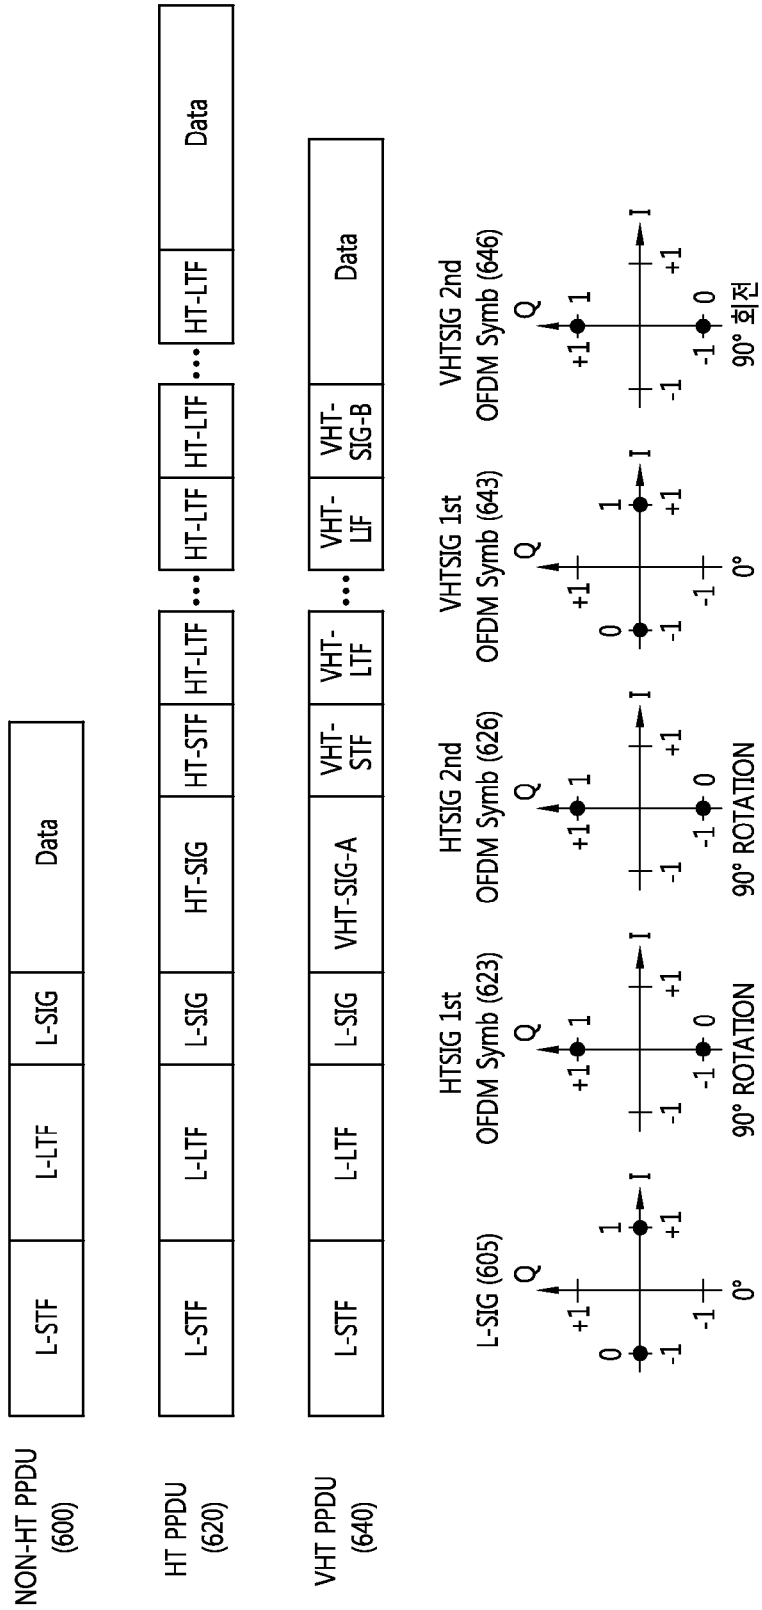 NON-HT PPDU
(600)
L-STF
L-LTF
L-SIG
Data
HT PPDU
(620)
L-STF
L-LTF
L-SIG
HT-SIG
HT-STF
HT-LTF
••••
HT-LTF
HT-LTF
•••
HT-LTF
Data
VHT PPDU
(640)
L-STF
L-LTF
L-SIG
VHT-SIG-A
VHT-
STF
VHT-
LTF
•••
VHT-
LIF
VHT-
SIG-B
Data
L-SIG (605)
Q
+1
0
1
I
-1
+1
-1
0°
HTSIG 1st
OFDM Symb (623)
Q
+1
1
I
-1
+1
-1
0
90° ROTATION
HTSIG 2nd
OFDM Symb (626)
Q
+1
1
I
-1
+1
-1
0
90° ROTATION
VHTSIG 1st
OFDM Symb (643)
Q
+1
0
1
I
-1
+1
-1
0°
VHTSIG 2nd
OFDM Symb (646)
Q
+1
1
I
-1
+1
-1
0
90° 회전